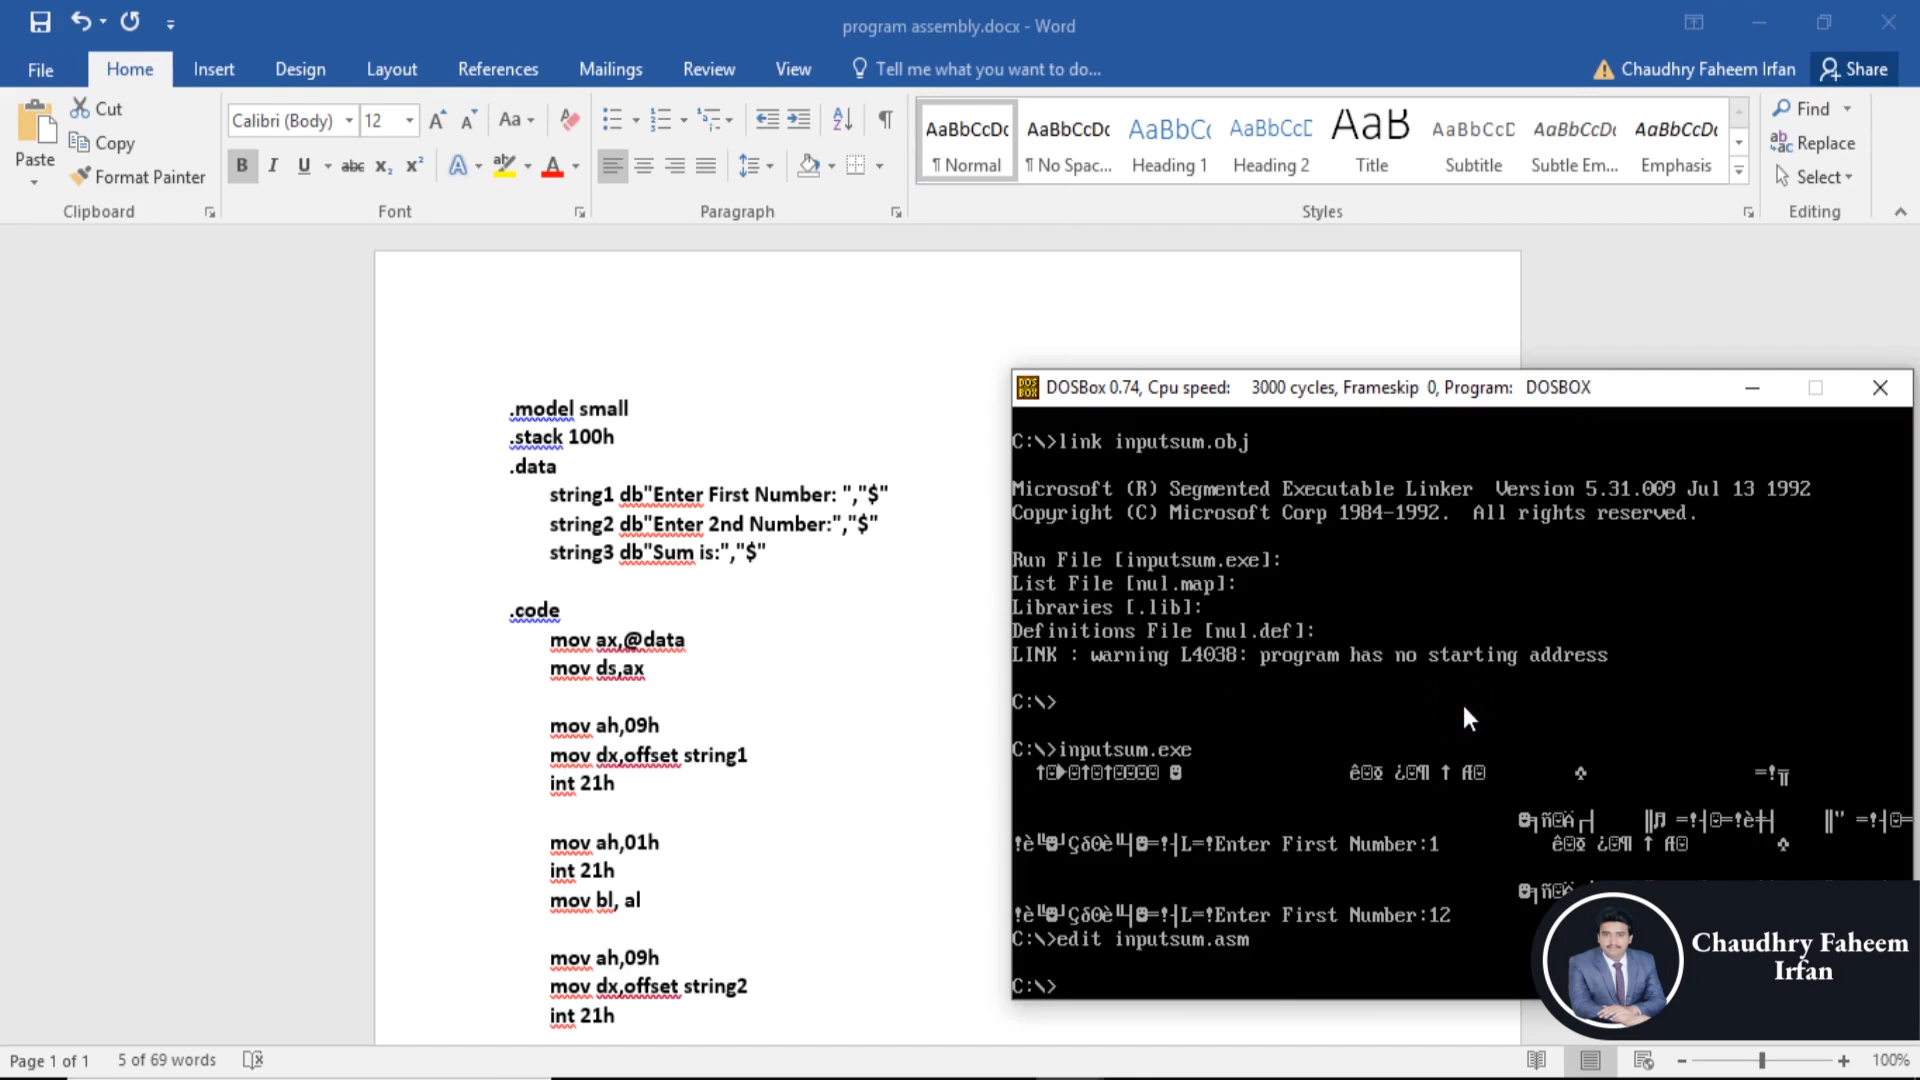 program assembly.docx - Word
File Home Insert Design Layout References Mailings Review View Tell me what you want to do... Chaudhry Faheem Irfan Share
Paste
Cut
Copy
Format Painter
Clipboard
Calibri (Body) 12
B I U abc
Font
Paragraph
AaBbCcDc AaBbCcDc AaBbC AaBbCcD AaB AaBbCcD AaBbCcDt AaBbCcDt
¶ Normal ¶ No Spac... Heading 1 Heading 2 Title Subtitle Subtle Em... Emphasis
Styles
Find
Replace
Select
Editing
.model small
.stack 100h
.data
string1 db"Enter First Number: ","$"
string2 db"Enter 2nd Number:","$"
string3 db"Sum is:","$"
.code
mov ax,@data
mov ds,ax
mov ah,09h
mov dx,offset string1
int 21h
mov ah,01h
int 21h
mov bl, al
mov ah,09h
mov dx,offset string2
int 21h
DOSBox 0.74, Cpu speed: 3000 cycles, Frameskip 0, Program: DOSBOX
C:\>link inputsum.obj
Microsoft (R) Segmented Executable Linker Version 5.31.009 Jul 13 1992
Copyright (C) Microsoft Corp 1984-1992. All rights reserved.
Run File [inputsum.exe]:
List File [nul.map]:
Libraries [.lib]:
Definitions File [nul.def]:
LINK : warning L4038: program has no starting address
C:\>
C:\>inputsum.exe
Enter First Number:1
Enter First Number:12
C:\>edit inputsum.asm
C:\>
Chaudhry Faheem
Irfan
Page 1 of 1 5 of 69 words 100%